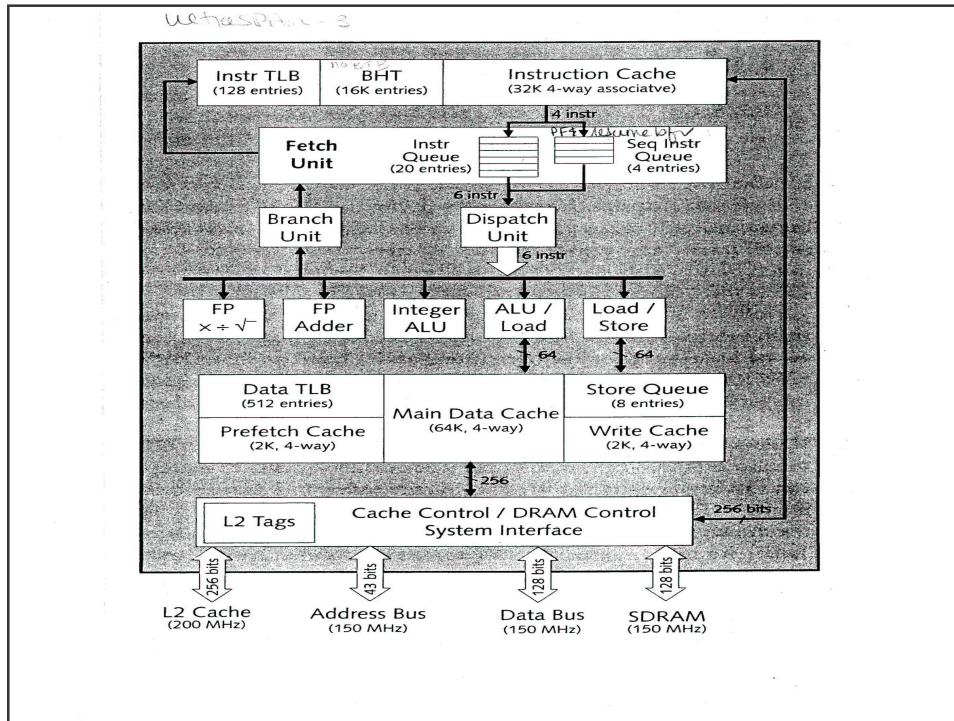 UltraSPARC - 3
no BTB
Instr TLB
(128 entries)
BHT
(16K entries)
Instruction Cache
(32K 4-way associatve)
4 instr
Fetch
Unit
Instr
Queue
(20 entries)
Seq Instr
Queue
(4 entries)
6 instr
Branch
Unit
Dispatch
Unit
6 instr
FP
× ÷ √
FP
Adder
Integer
ALU
ALU /
Load
Load /
Store
64
64
Data TLB
(512 entries)
Prefetch Cache
(2K, 4-way)
Main Data Cache
(64K, 4-way)
Store Queue
(8 entries)
Write Cache
(2K, 4-way)
256
256 bits
L2 Tags
Cache Control / DRAM Control
System Interface
256 bits
43 bits
128 bits
128 bits
L2 Cache
(200 MHz)
Address Bus
(150 MHz)
Data Bus
(150 MHz)
SDRAM
(150 MHz)